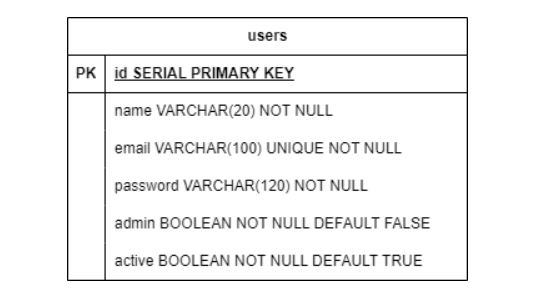 users
PK id SERIAL PRIMARY KEY
name VARCHAR(20) NOT NULL
email VARCHAR(100) UNIQUE NOT NULL
password VARCHAR(120) NOT NULL
admin BOOLEAN NOT NULL DEFAULT FALSE
active BOOLEAN NOT NULL DEFAULT TRUE